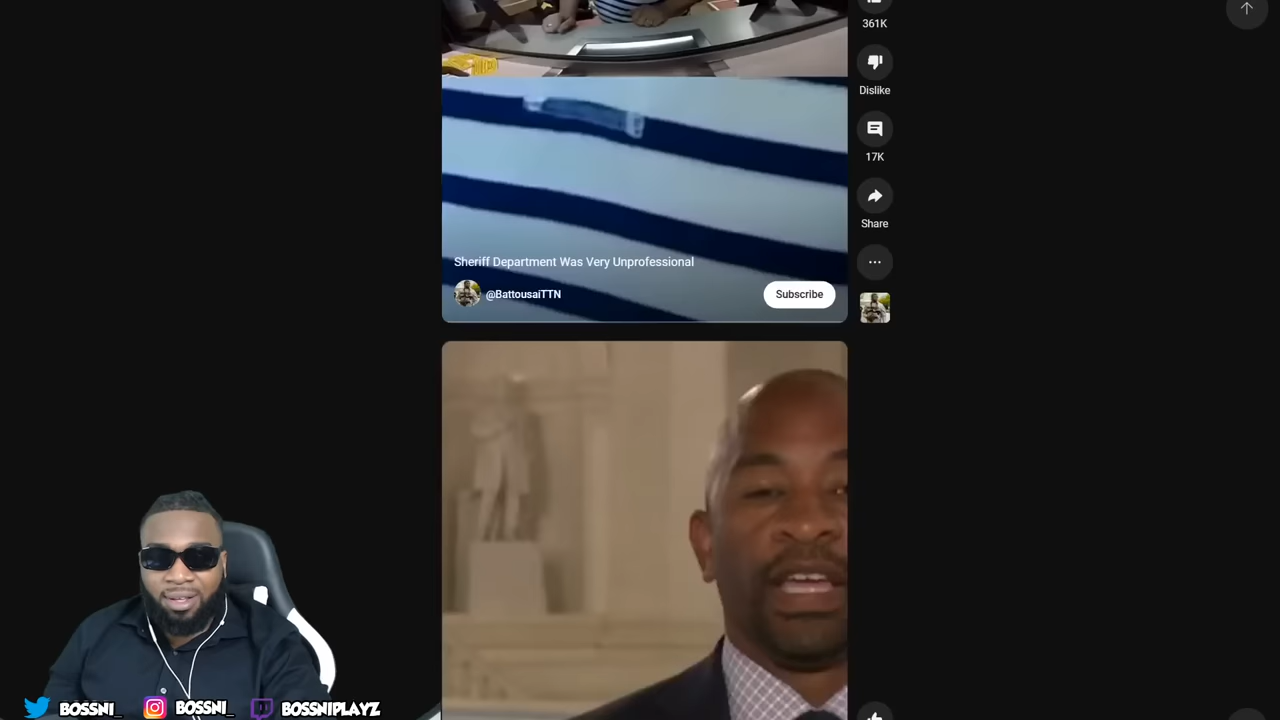 361K
Dislike
17K
Share
Sheriff Department Was Very Unprofessional
@BattousaiTTN
Subscribe
BOSSNI_
BOSSNI_
BOSSNIPLAYZ